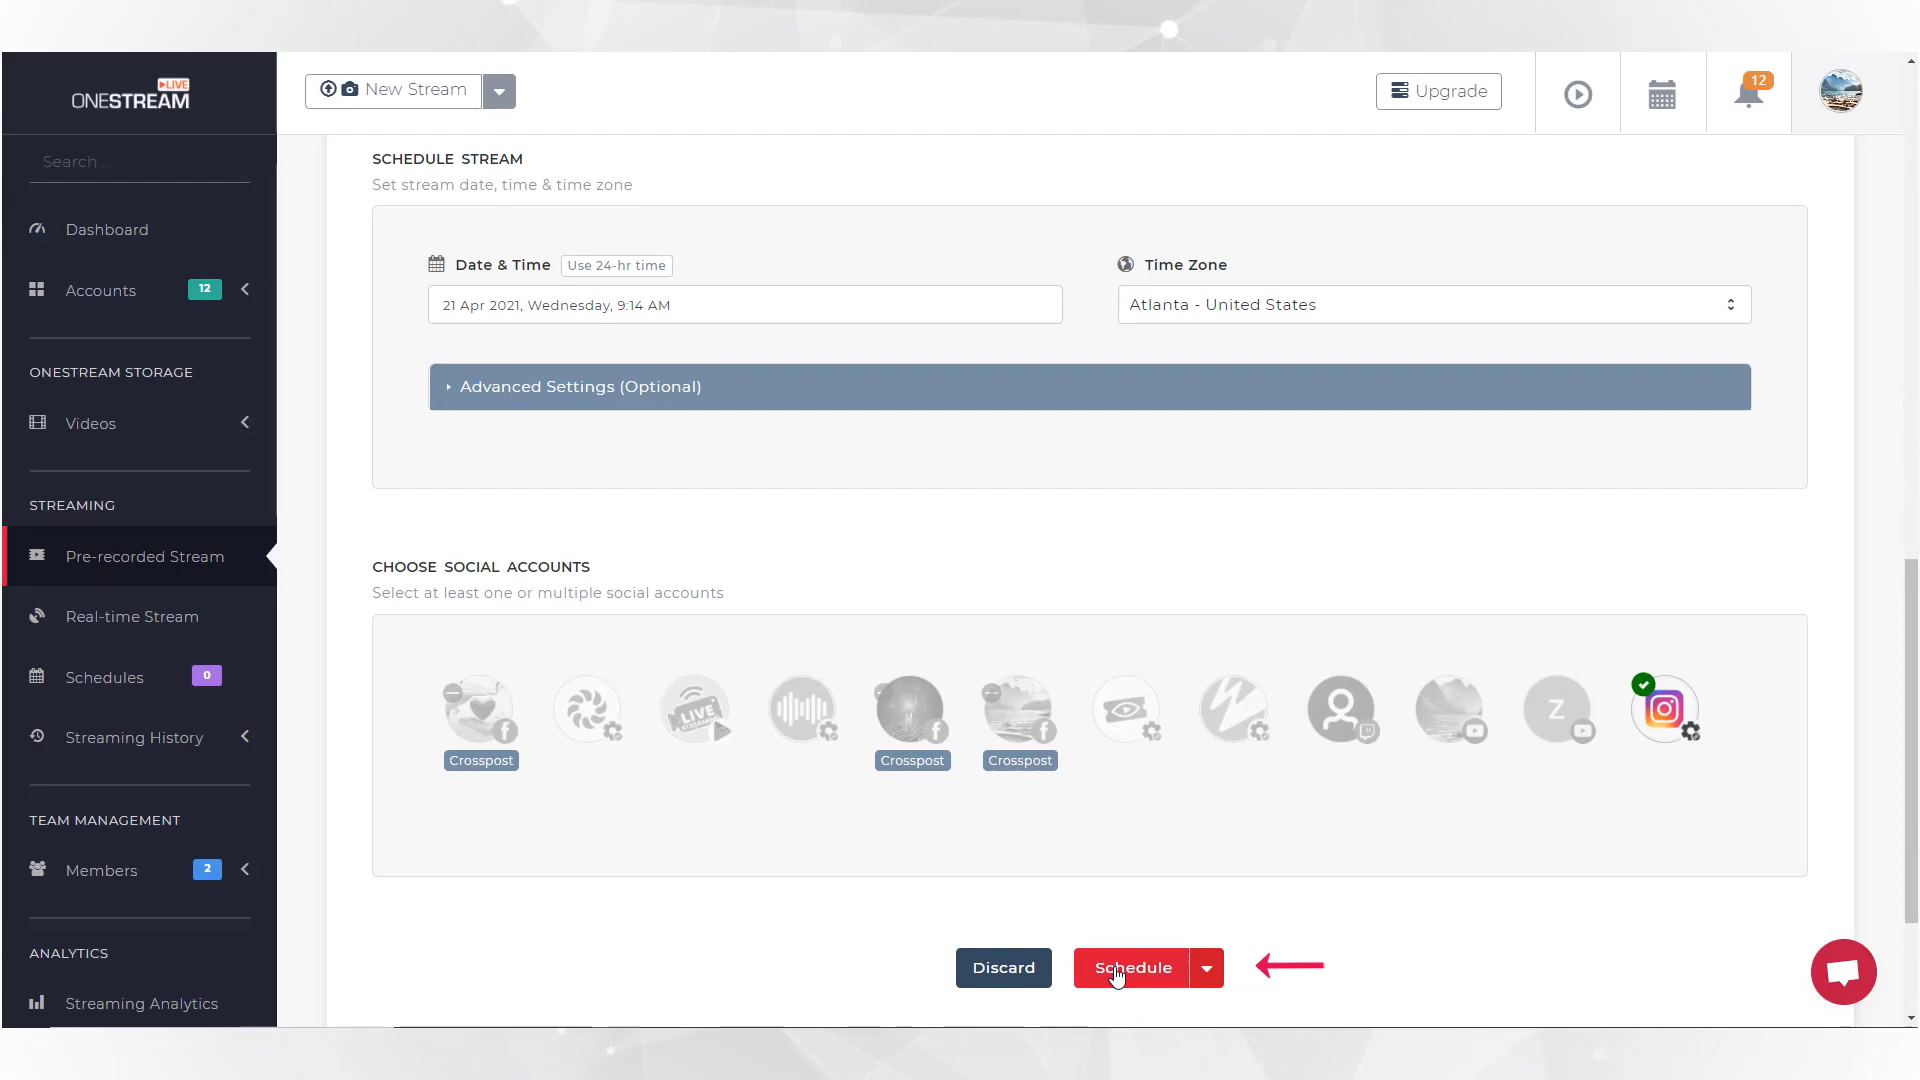 LIVE
ONESTREAM
New Stream
Upgrade
12
Search...
Dashboard
Accounts
12
ONESTREAM STORAGE
Videos
STREAMING
Pre-recorded Stream
Real-time Stream
Schedules
0
Streaming History
TEAM MANAGEMENT
Members
2
ANALYTICS
Streaming Analytics
SCHEDULE STREAM
Set stream date, time & time zone
Date & Time
Use 24-hr time
Time Zone
21 Apr 2021, Wednesday, 9:14 AM
Atlanta - United States
Advanced Settings (Optional)
CHOOSE SOCIAL ACCOUNTS
Select at least one or multiple social accounts
LIVE
Z
Crosspost
Crosspost
Crosspost
Discard
Schedule